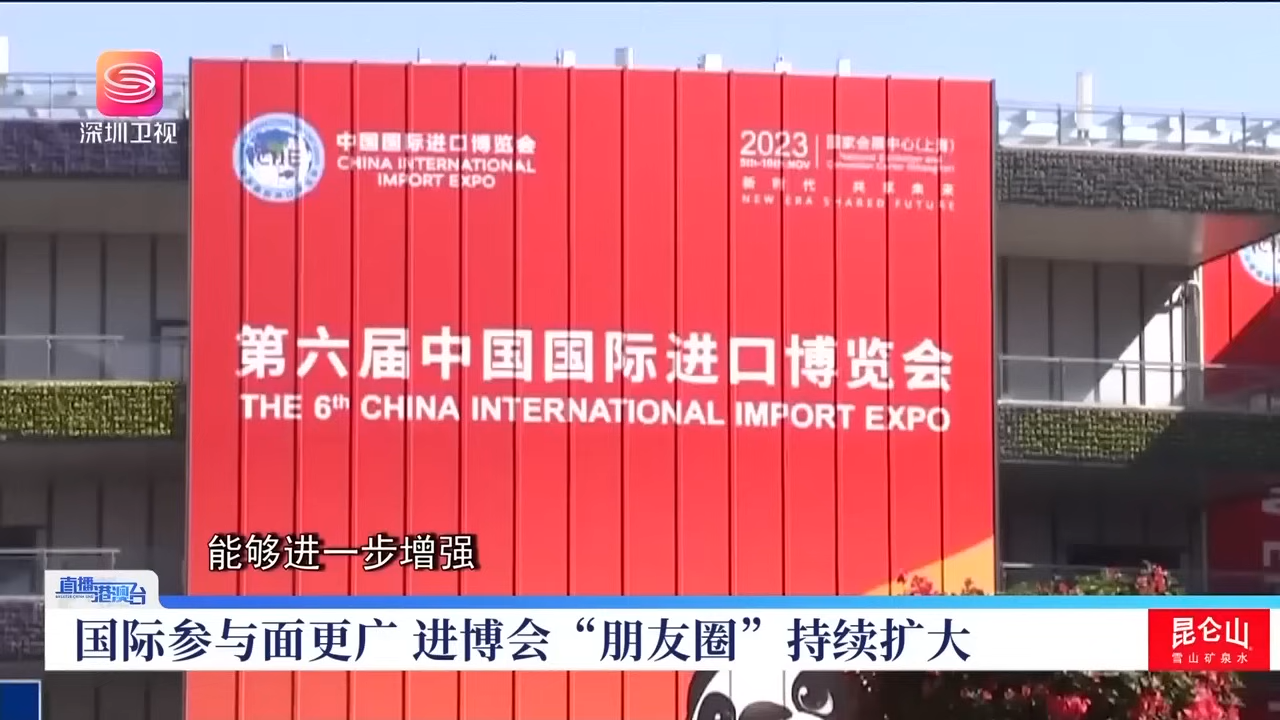 深圳卫视
中国国际进口博览会
CHINA INTERNATIONAL
IMPORT EXPO
2023
5th-10th NOV
国家会展中心(上海)
新时代 共享未来
NEW ERA SHARED FUTURE
第六届中国国际进口博览会
THE 6th CHINA INTERNATIONAL IMPORT EXPO
能够进一步增强
直播港澳台
国际参与面更广 进博会“朋友圈”持续扩大
昆仑山
雪山矿泉水